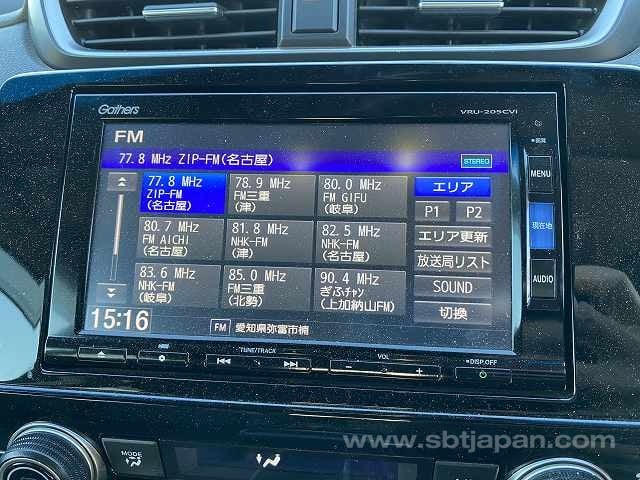 Gathers
VRU-205CVi
FM
77.8 MHz ZIP-FM(名古屋)
STEREO
77.8 MHz
ZIP-FM
(名古屋)
78.9 MHz
FM三重
(津)
80.0 MHz
FM GIFU
(岐阜)
エリア
P1
P2
80.7 MHz
FM AICHI
(名古屋)
81.8 MHz
NHK-FM
(津)
82.5 MHz
NHK-FM
(名古屋)
エリア更新
放送局リスト
83.6 MHz
NHK-FM
(岐阜)
85.0 MHz
FM三重
(北勢)
90.4 MHz
ぎふチャン
(上加納山FM)
SOUND
切換
15:16
FM 愛知県弥富市楠
MENU
現在地
AUDIO
TUNE/TRACK
VOL
DISP.OFF
MODE
www.sbtjapan.com